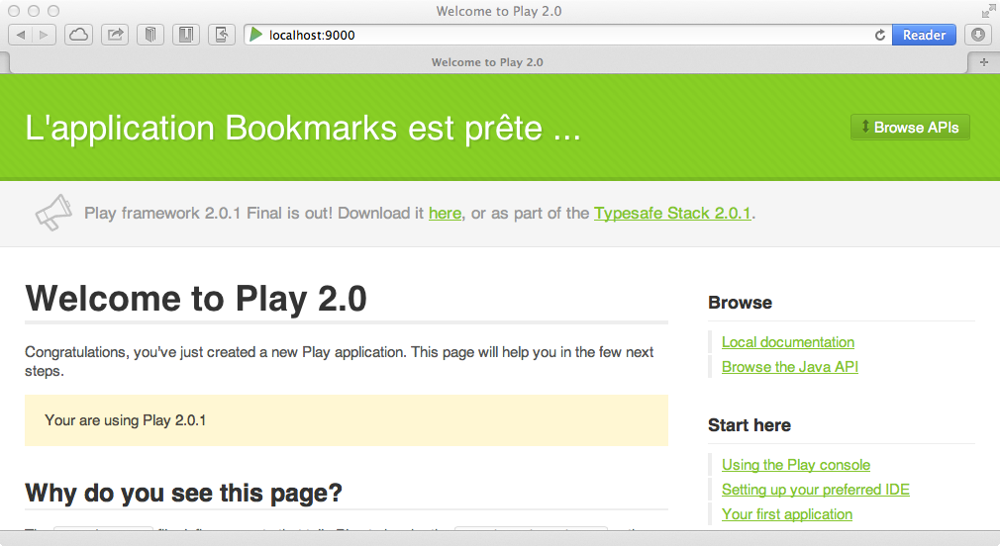 Welcome to Play 2.0
localhost:9000
Reader
Welcome to Play 2.0
L'application Bookmarks est prête ...
Browse APIs
Play framework 2.0.1 Final is out! Download it here, or as part of the Typesafe Stack 2.0.1.
Welcome to Play 2.0
Congratulations, you've just created a new Play application. This page will help you in the few next
steps.
Your are using Play 2.0.1
Why do you see this page?
Browse
Local documentation
Browse the Java API
Start here
Using the Play console
Setting up your preferred IDE
Your first application